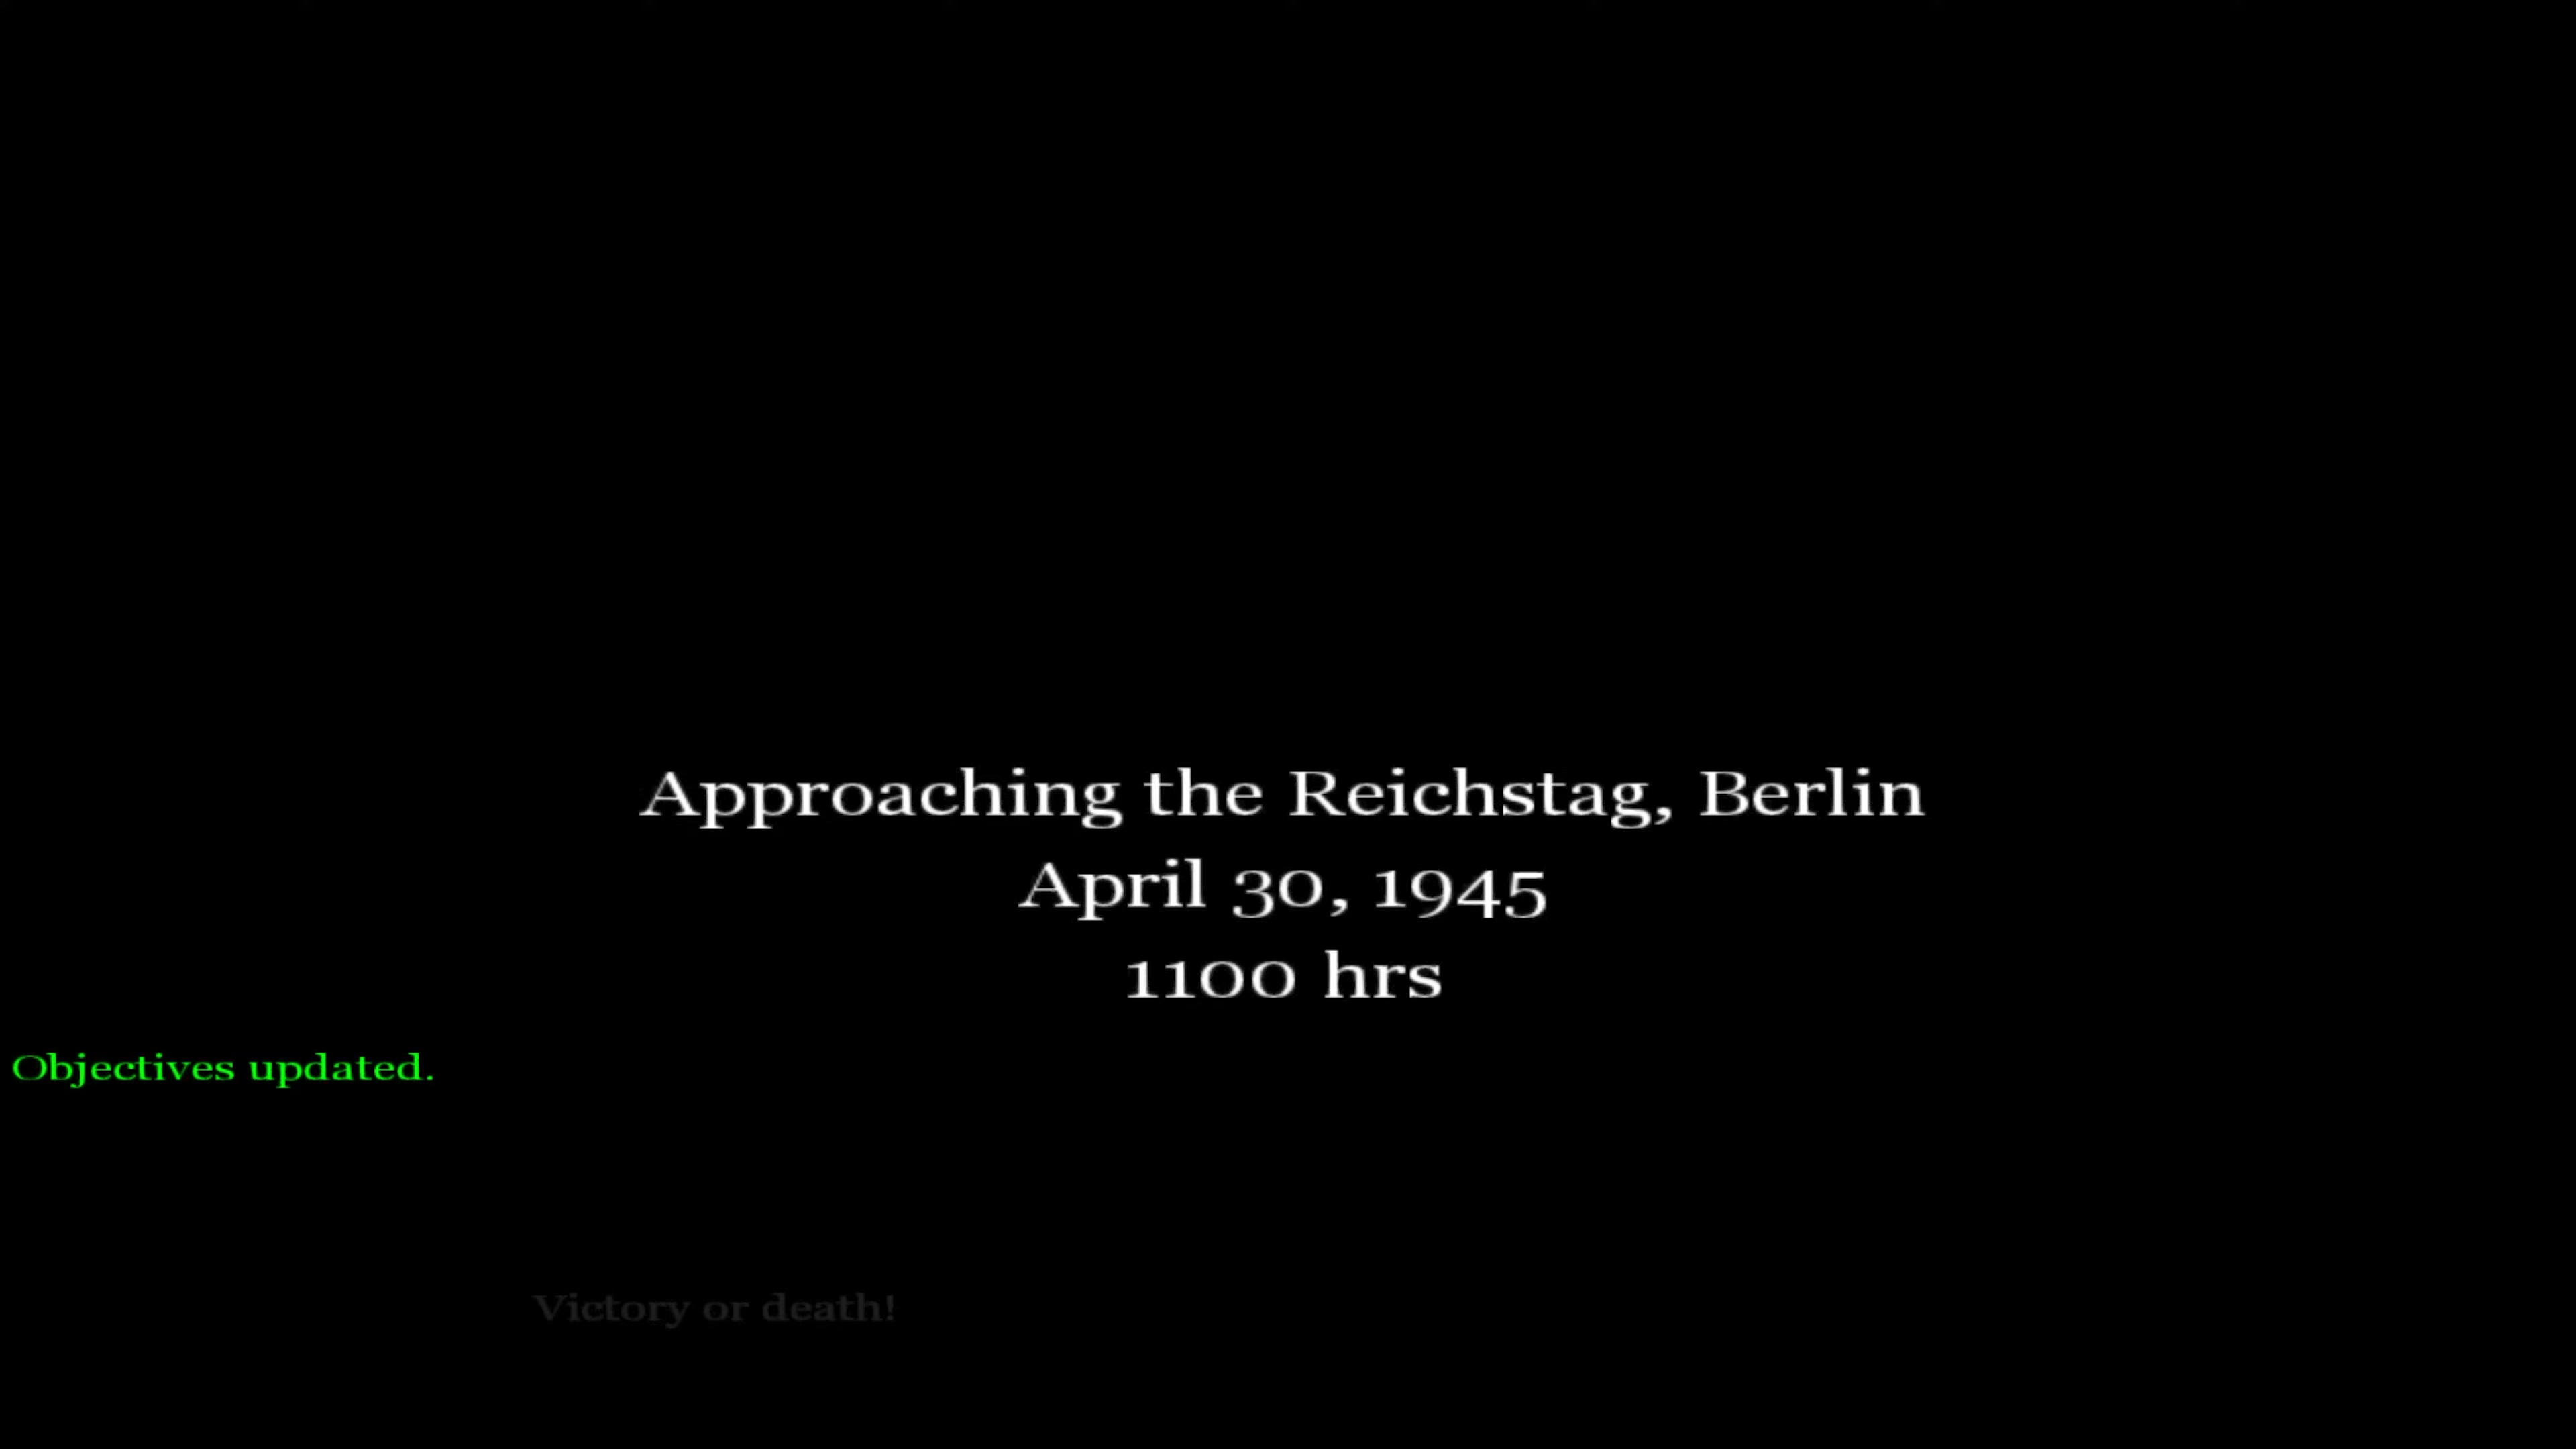 Approaching the Reichstag, Berlin
April 30, 1945
1100 hrs
Objectives updated.
Victory or death!